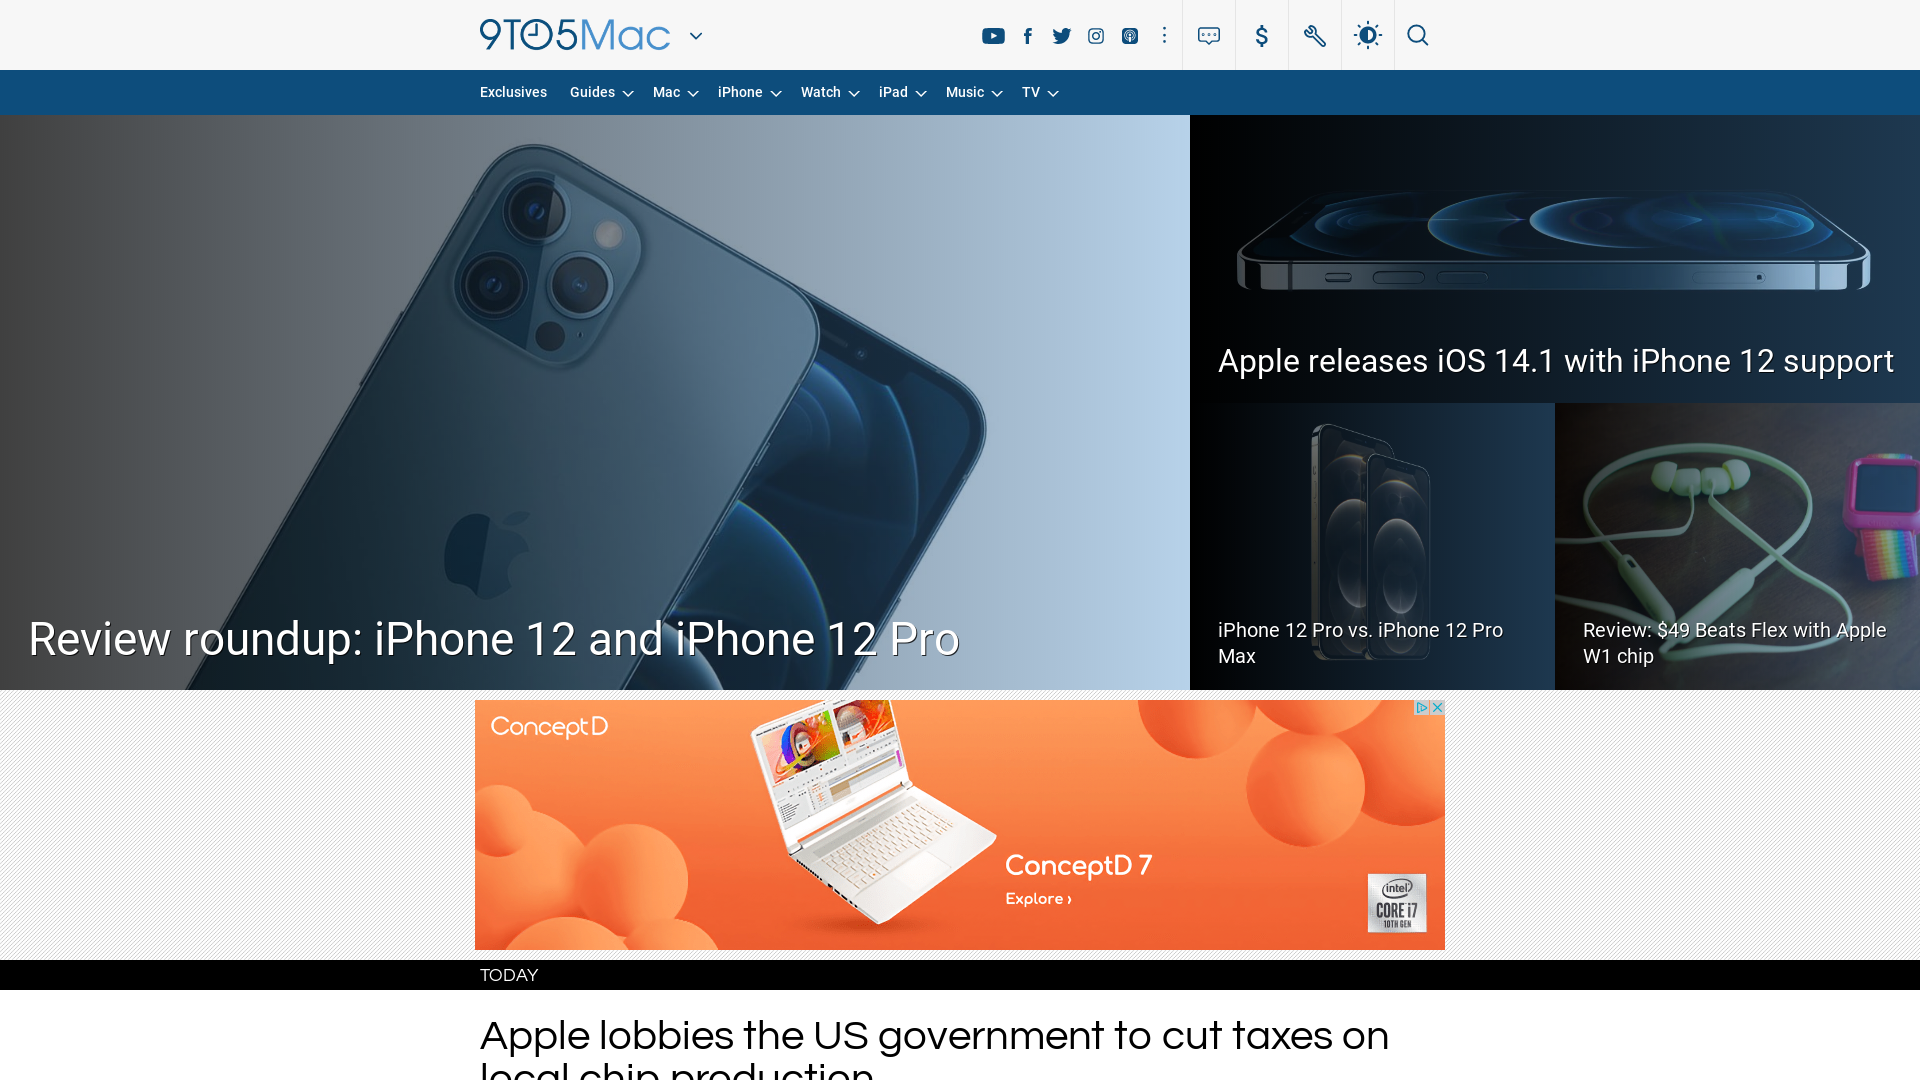 9TO5Mac
Exclusives Guides Mac iPhone Watch iPad Music TV
Review roundup: iPhone 12 and iPhone 12 Pro
Apple releases iOS 14.1 with iPhone 12 support
iPhone 12 Pro vs. iPhone 12 Pro
Max
Review: $49 Beats Flex with Apple
W1 chip
ConceptD
ConceptD 7
Explore ›
intel
CORE i7
10TH GEN
TODAY
Apple lobbies the US government to cut taxes on
local chip production